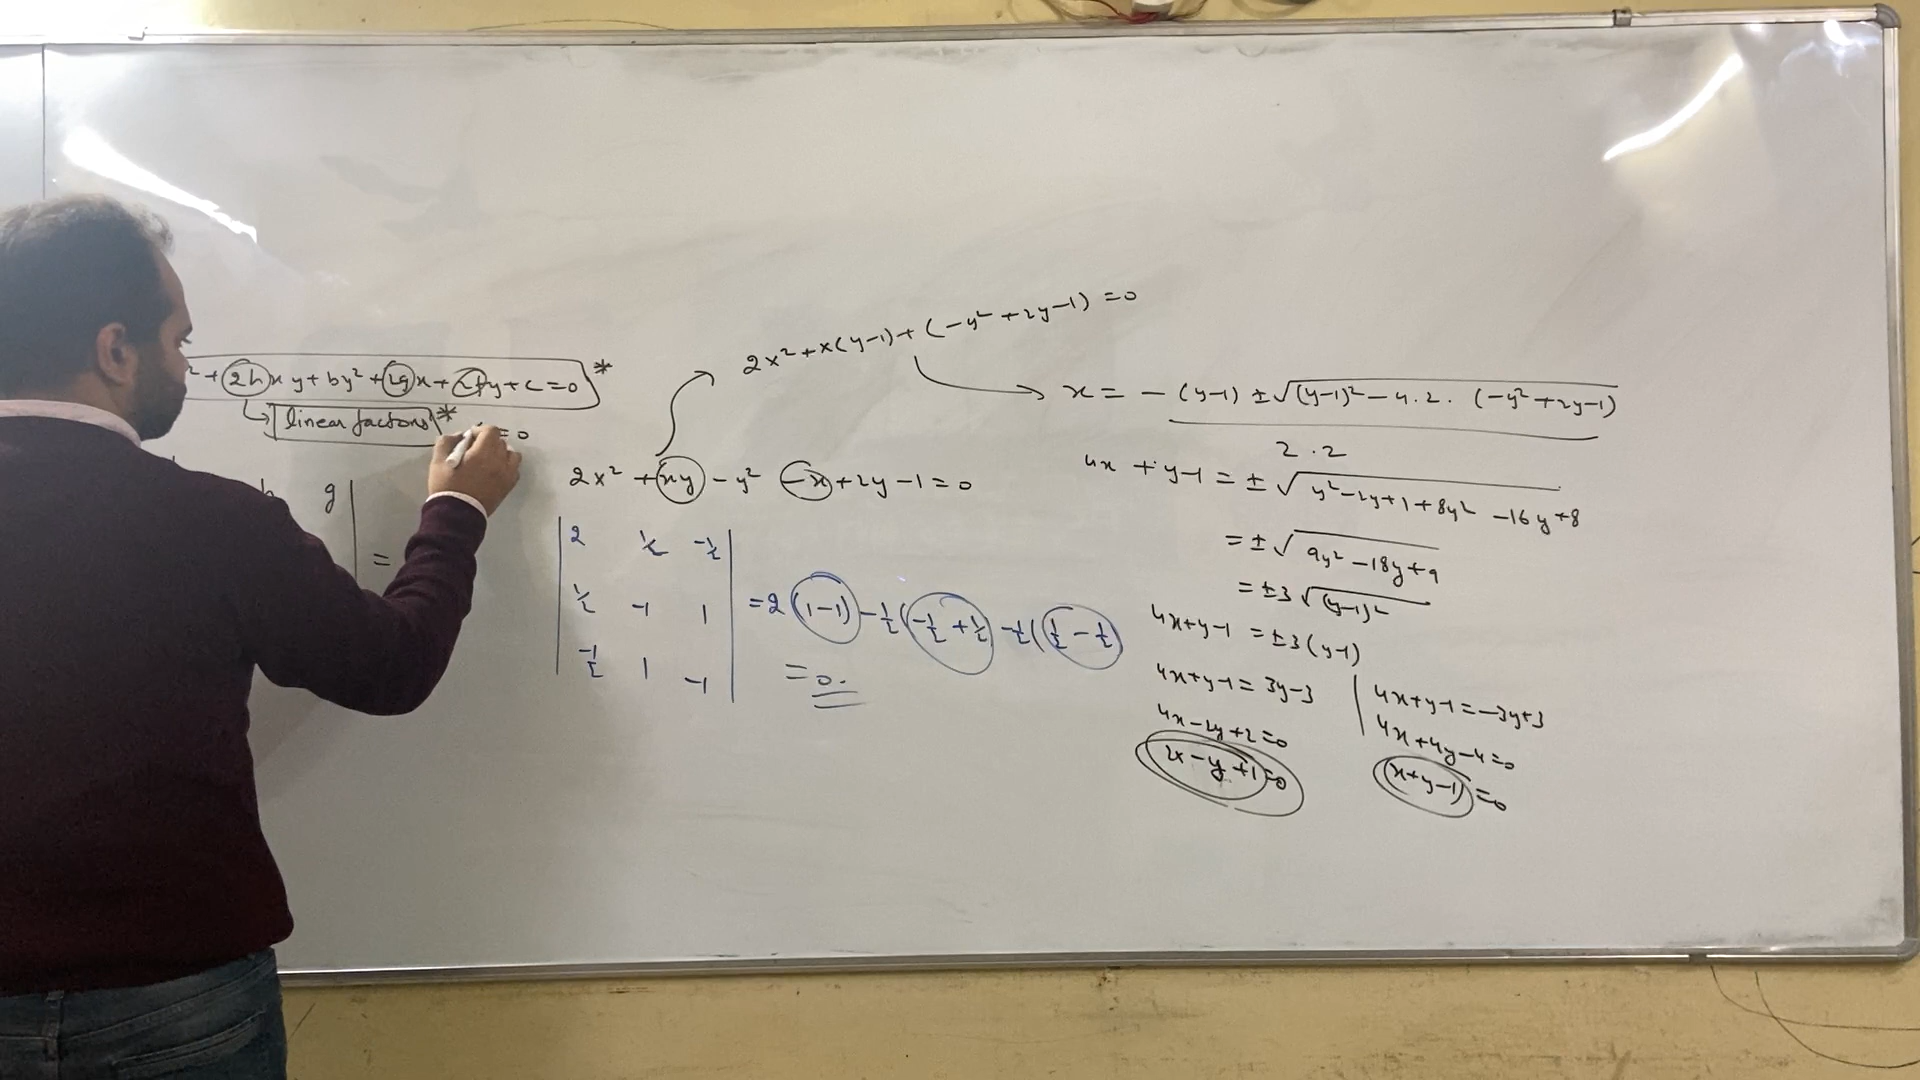 ² + 2h x y + by² + 2g x + 2f y + c = 0 *
linear factors *
= 0
h g
=
2x² + xy - y² - x + 2y - 1 = 0
2 ½ -½
½ -1 1
-½ 1 -1
= 2 (1-1) - ½ (-½ + ½) - ½ (½ - ½)
= 0.
2x² + x(y-1) + (-y² + 2y - 1) = 0
x = - (y-1) ± √(y-1)² - 4.2. (-y² + 2y - 1)
2.2
4x + y - 1 = ± √y² - 2y + 1 + 8y² - 16y + 8
= ± √9y² - 18y + 9
= ± 3 √(y-1)²
4x + y - 1 = ± 3(y-1)
4x + y - 1 = 3y - 3
4x - 2y + 2 = 0
2x - y + 1 = 0
4x + y - 1 = -3y + 3
4x + 4y - 4 = 0
(x + y - 1) = 0